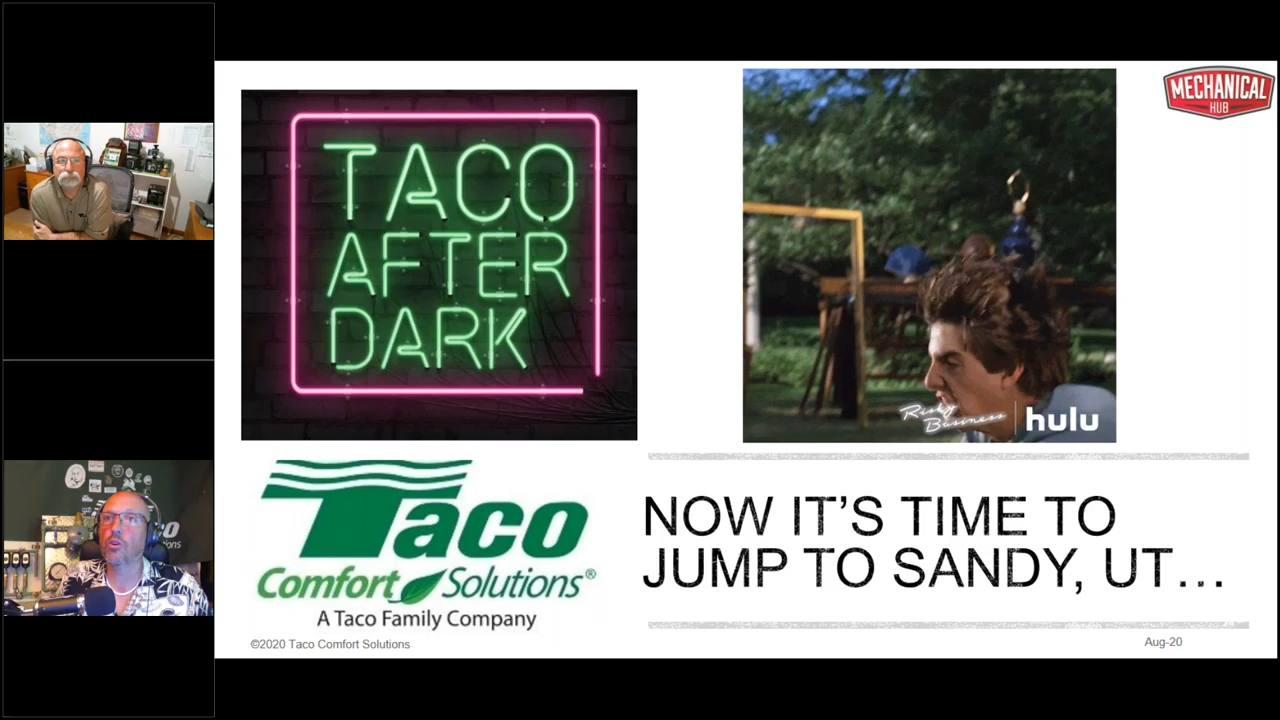 TACO
AFTER
DARK
MECHANICAL
HUB
Risky
Business
hulu
Taco
Comfort Solutions®
A Taco Family Company
NOW IT'S TIME TO
JUMP TO SANDY, UT…
©2020 Taco Comfort Solutions
Aug-20